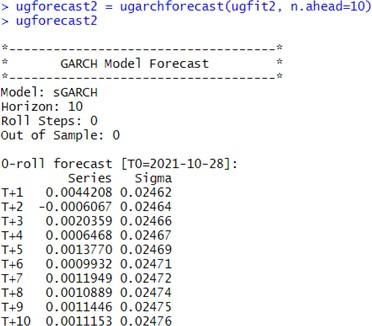 > ugforecast2 = ugarchforecast(ugfit2, n.ahead=10)
> ugforecast2
*------------------------------------*
* GARCH Model Forecast *
*------------------------------------*
Model: sGARCH
Horizon: 10
Roll Steps: 0
Out of Sample: 0
0-roll forecast [T0=2021-10-28]:
Series Sigma
T+1 0.0044208 0.02462
T+2 -0.0006067 0.02464
T+3 0.0020359 0.02466
T+4 0.0006468 0.02467
T+5 0.0013770 0.02469
T+6 0.0009932 0.02471
T+7 0.0011949 0.02472
T+8 0.0010889 0.02474
T+9 0.0011446 0.02475
T+10 0.0011153 0.02476